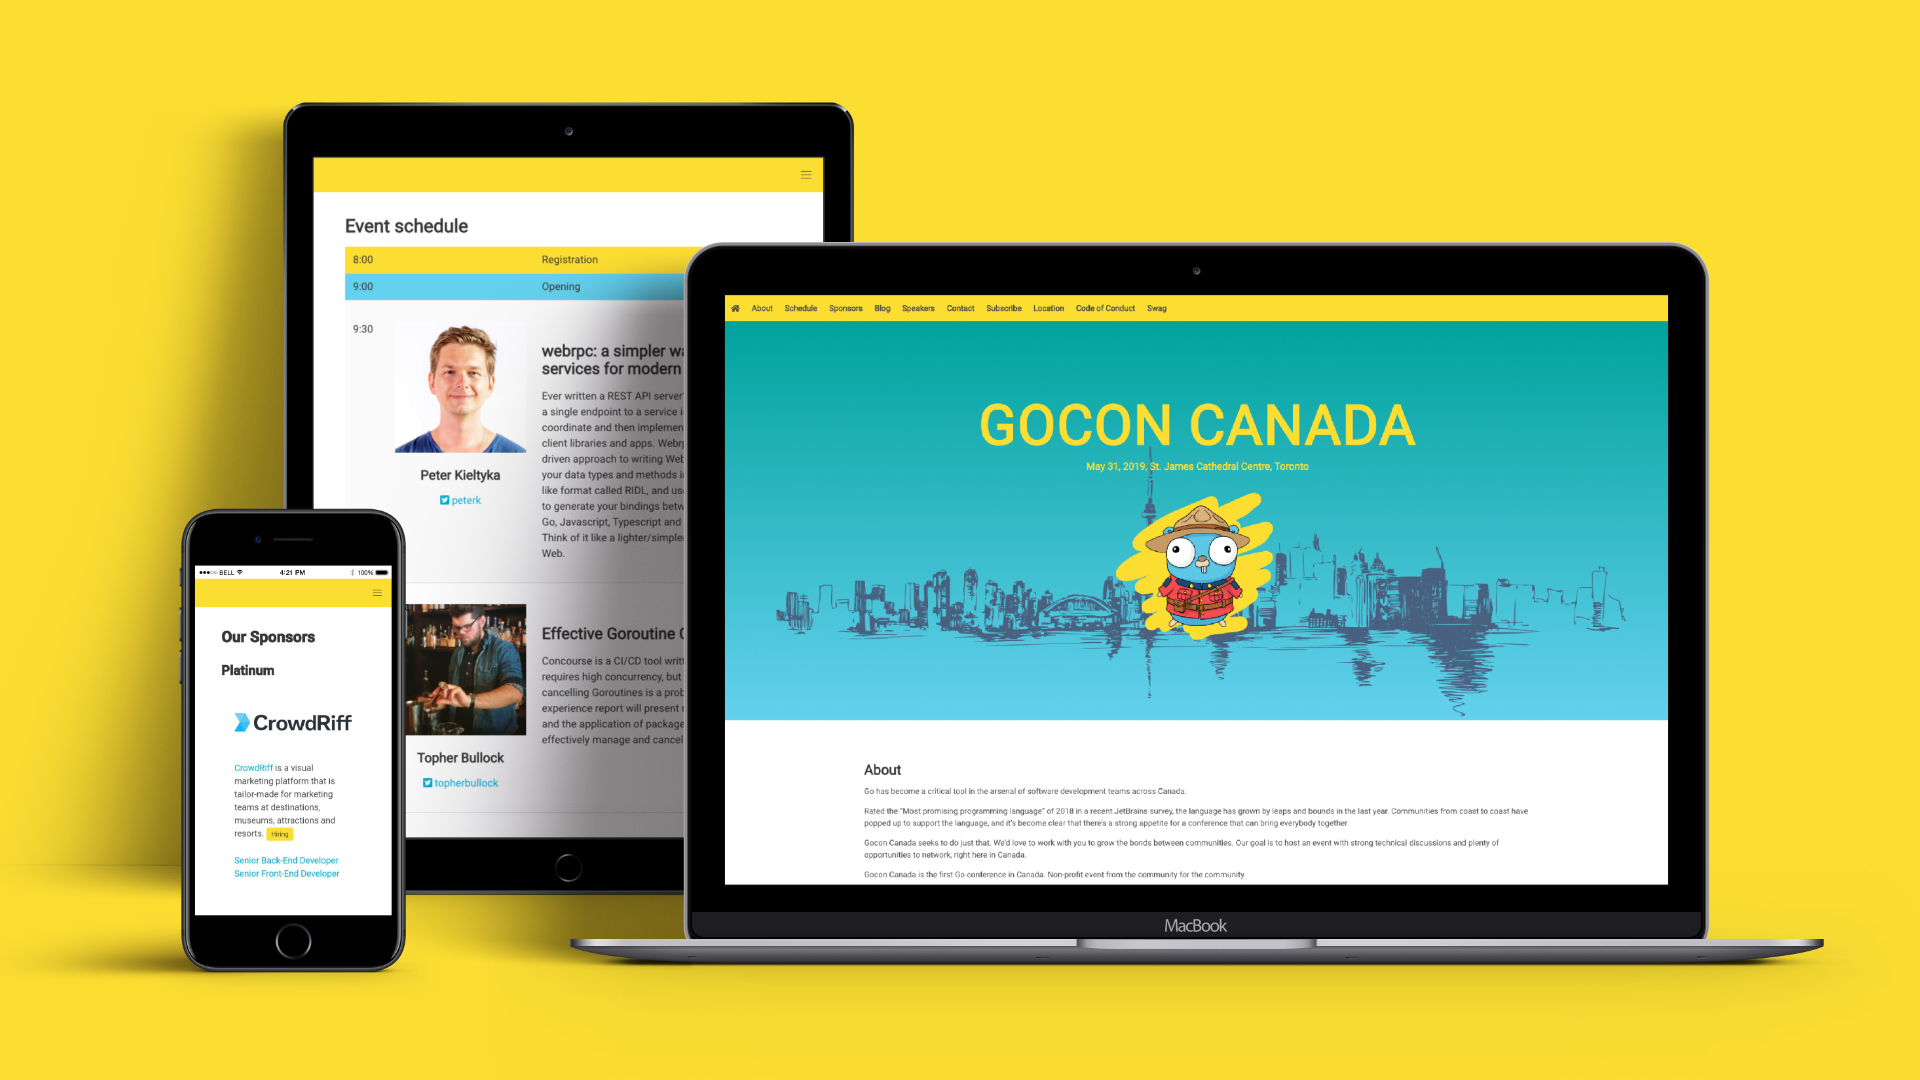 Event schedule
8:00 Registration
9:00 Opening
9:30
webrpc: a simpler
services for modern
Ever written a REST API server
a single endpoint to a service
coordinate and then
client libraries and apps.
driven approach to writing
your data types and methods
like format called RIDL, and
to generate your bindings
Go, Javascript, Typescript and
Think of it like a
Web.
Peter Kieltyka
peterk
Effective Goroutine
Concourse is a CI/CD tool
requires high concurrency, but
cancelling Goroutines is a
experience report will present
and the application of package
effectively manage and
Topher Bullock
topherbullock
BELL 4:21 PM 100%
Our Sponsors
Platinum
CrowdRiff
CrowdRiff is a visual
marketing platform that is
tailor-made for marketing
teams at destinations,
museums, attractions and
resorts. Hiring
Senior Back-End Developer
Senior Front-End Developer
About Schedule Sponsors Blog Speakers Contact Subscribe Location Code of Conduct Swag
GOCON CANADA
May 31, 2019, St. James Cathedral Centre, Toronto
About
Go has become a critical tool in the arsenal of software development teams across Canada.
Rated the "Most promising programming language" of 2018 in a recent JetBrains survey, the language has grown by leaps and bounds in the last year. Communities from coast to coast have
popped up to support the language, and it's become clear that there's a strong appetite for a conference that can bring everybody together.
Gocon Canada seeks to do just that. We'd love to work with you to grow the bonds between communities. Our goal is to host an event with strong technical discussions and plenty of
opportunities to network, right here in Canada.
Gocon Canada is the first Go conference in Canada. Non-profit event from the community for the community.
MacBook